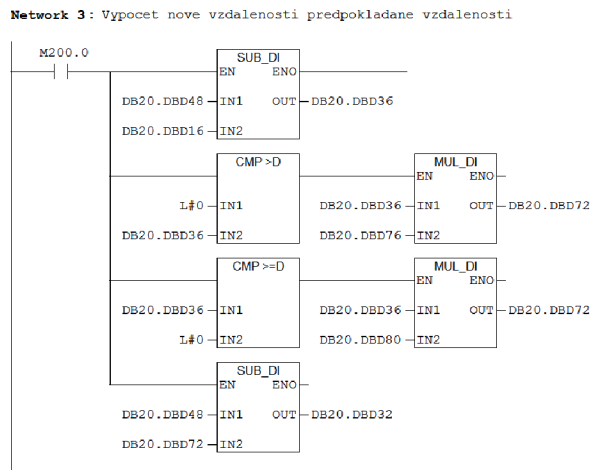 Network 3: Vypocet nove vzdalenosti predpokladane vzdalenosti
M200.0
SUB_DI
EN ENO
DB20.DBD48 IN1 OUT DB20.DBD36
DB20.DBD16 IN2
CMP >D MUL_DI
EN ENO
L#0 IN1 DB20.DBD36 IN1 OUT DB20.DBD72
DB20.DBD36 IN2 DB20.DBD76 IN2
CMP >=D MUL_DI
EN ENO
DB20.DBD36 IN1 DB20.DBD36 IN1 OUT DB20.DBD72
L#0 IN2 DB20.DBD80 IN2
SUB_DI
EN ENO
DB20.DBD48 IN1 OUT DB20.DBD32
DB20.DBD72 IN2